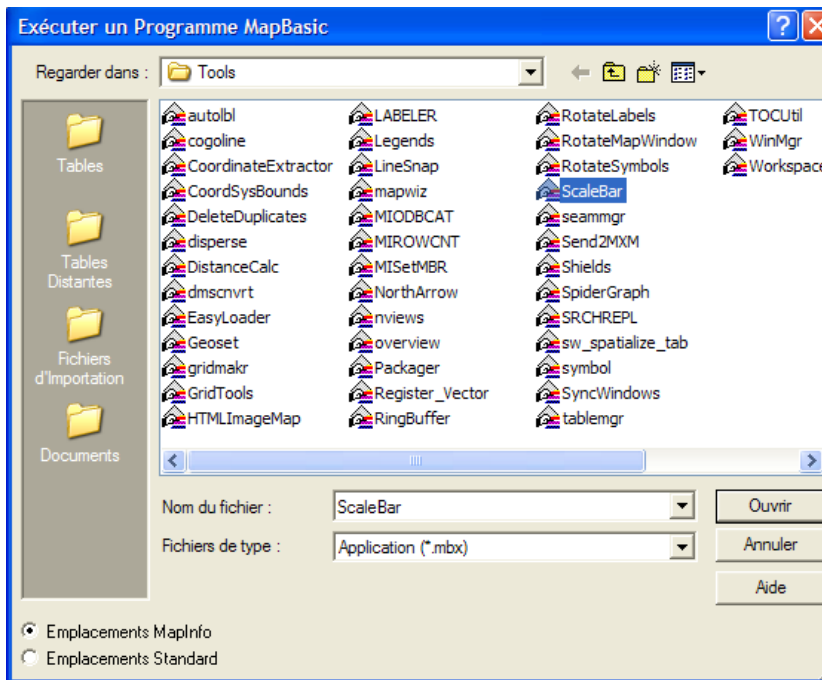 Exécuter un Programme MapBasic
Regarder dans :
Tools
Tables
Tables
Distantes
Fichiers
d'Importation
Documents
autolbl
cogoline
CoordinateExtractor
CoordSysBounds
DeleteDuplicates
disperse
DistanceCalc
dmscnvrt
EasyLoader
Geoset
gridmakr
GridTools
HTMLImageMap
LABELER
Legends
LineSnap
mapwiz
MIODBCAT
MIROWCNT
MISetMBR
NorthArrow
nviews
overview
Packager
Register_Vector
RingBuffer
RotateLabels
RotateMapWindow
RotateSymbols
ScaleBar
seammgr
Send2MXM
Shields
SpiderGraph
SRCHREPL
sw_spatialize_tab
symbol
SyncWindows
tablemgr
TOCUtil
WinMgr
Workspace
Nom du fichier :
ScaleBar
Ouvrir
Fichiers de type :
Application (*.mbx)
Annuler
Aide
Emplacements MapInfo
Emplacements Standard